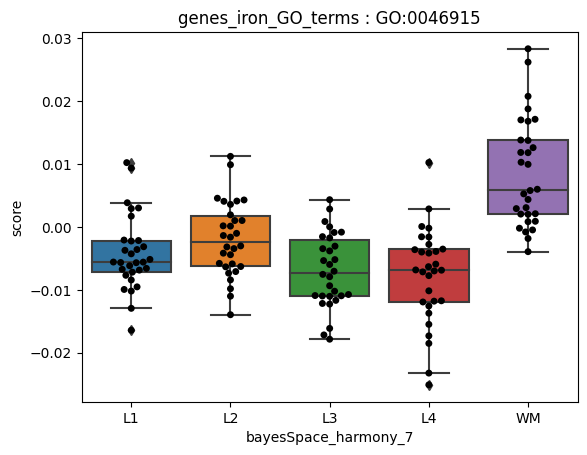 genes_iron_GO_terms : GO:0046915
0.03
0.02
0.01
0.00
−0.01
−0.02
score
L1 L2 L3 L4 WM
bayesSpace_harmony_7